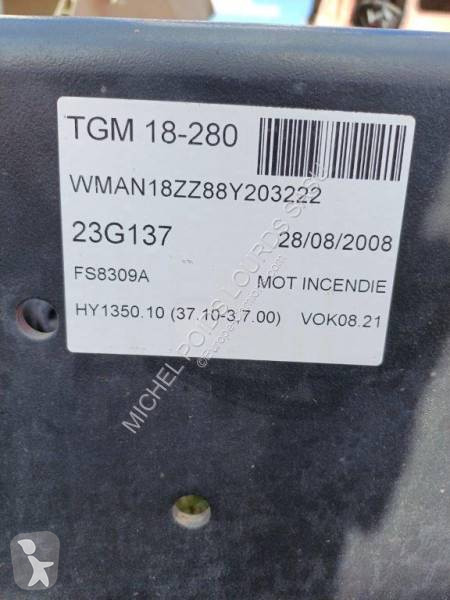 TGM 18-280
WMAN18ZZ88Y203222
23G137 28/08/2008
FS8309A MOT INCENDIE
HY1350.10 (37.10-3,7.00) VOK08.21
MICHEL POIDS LOURDS SASU